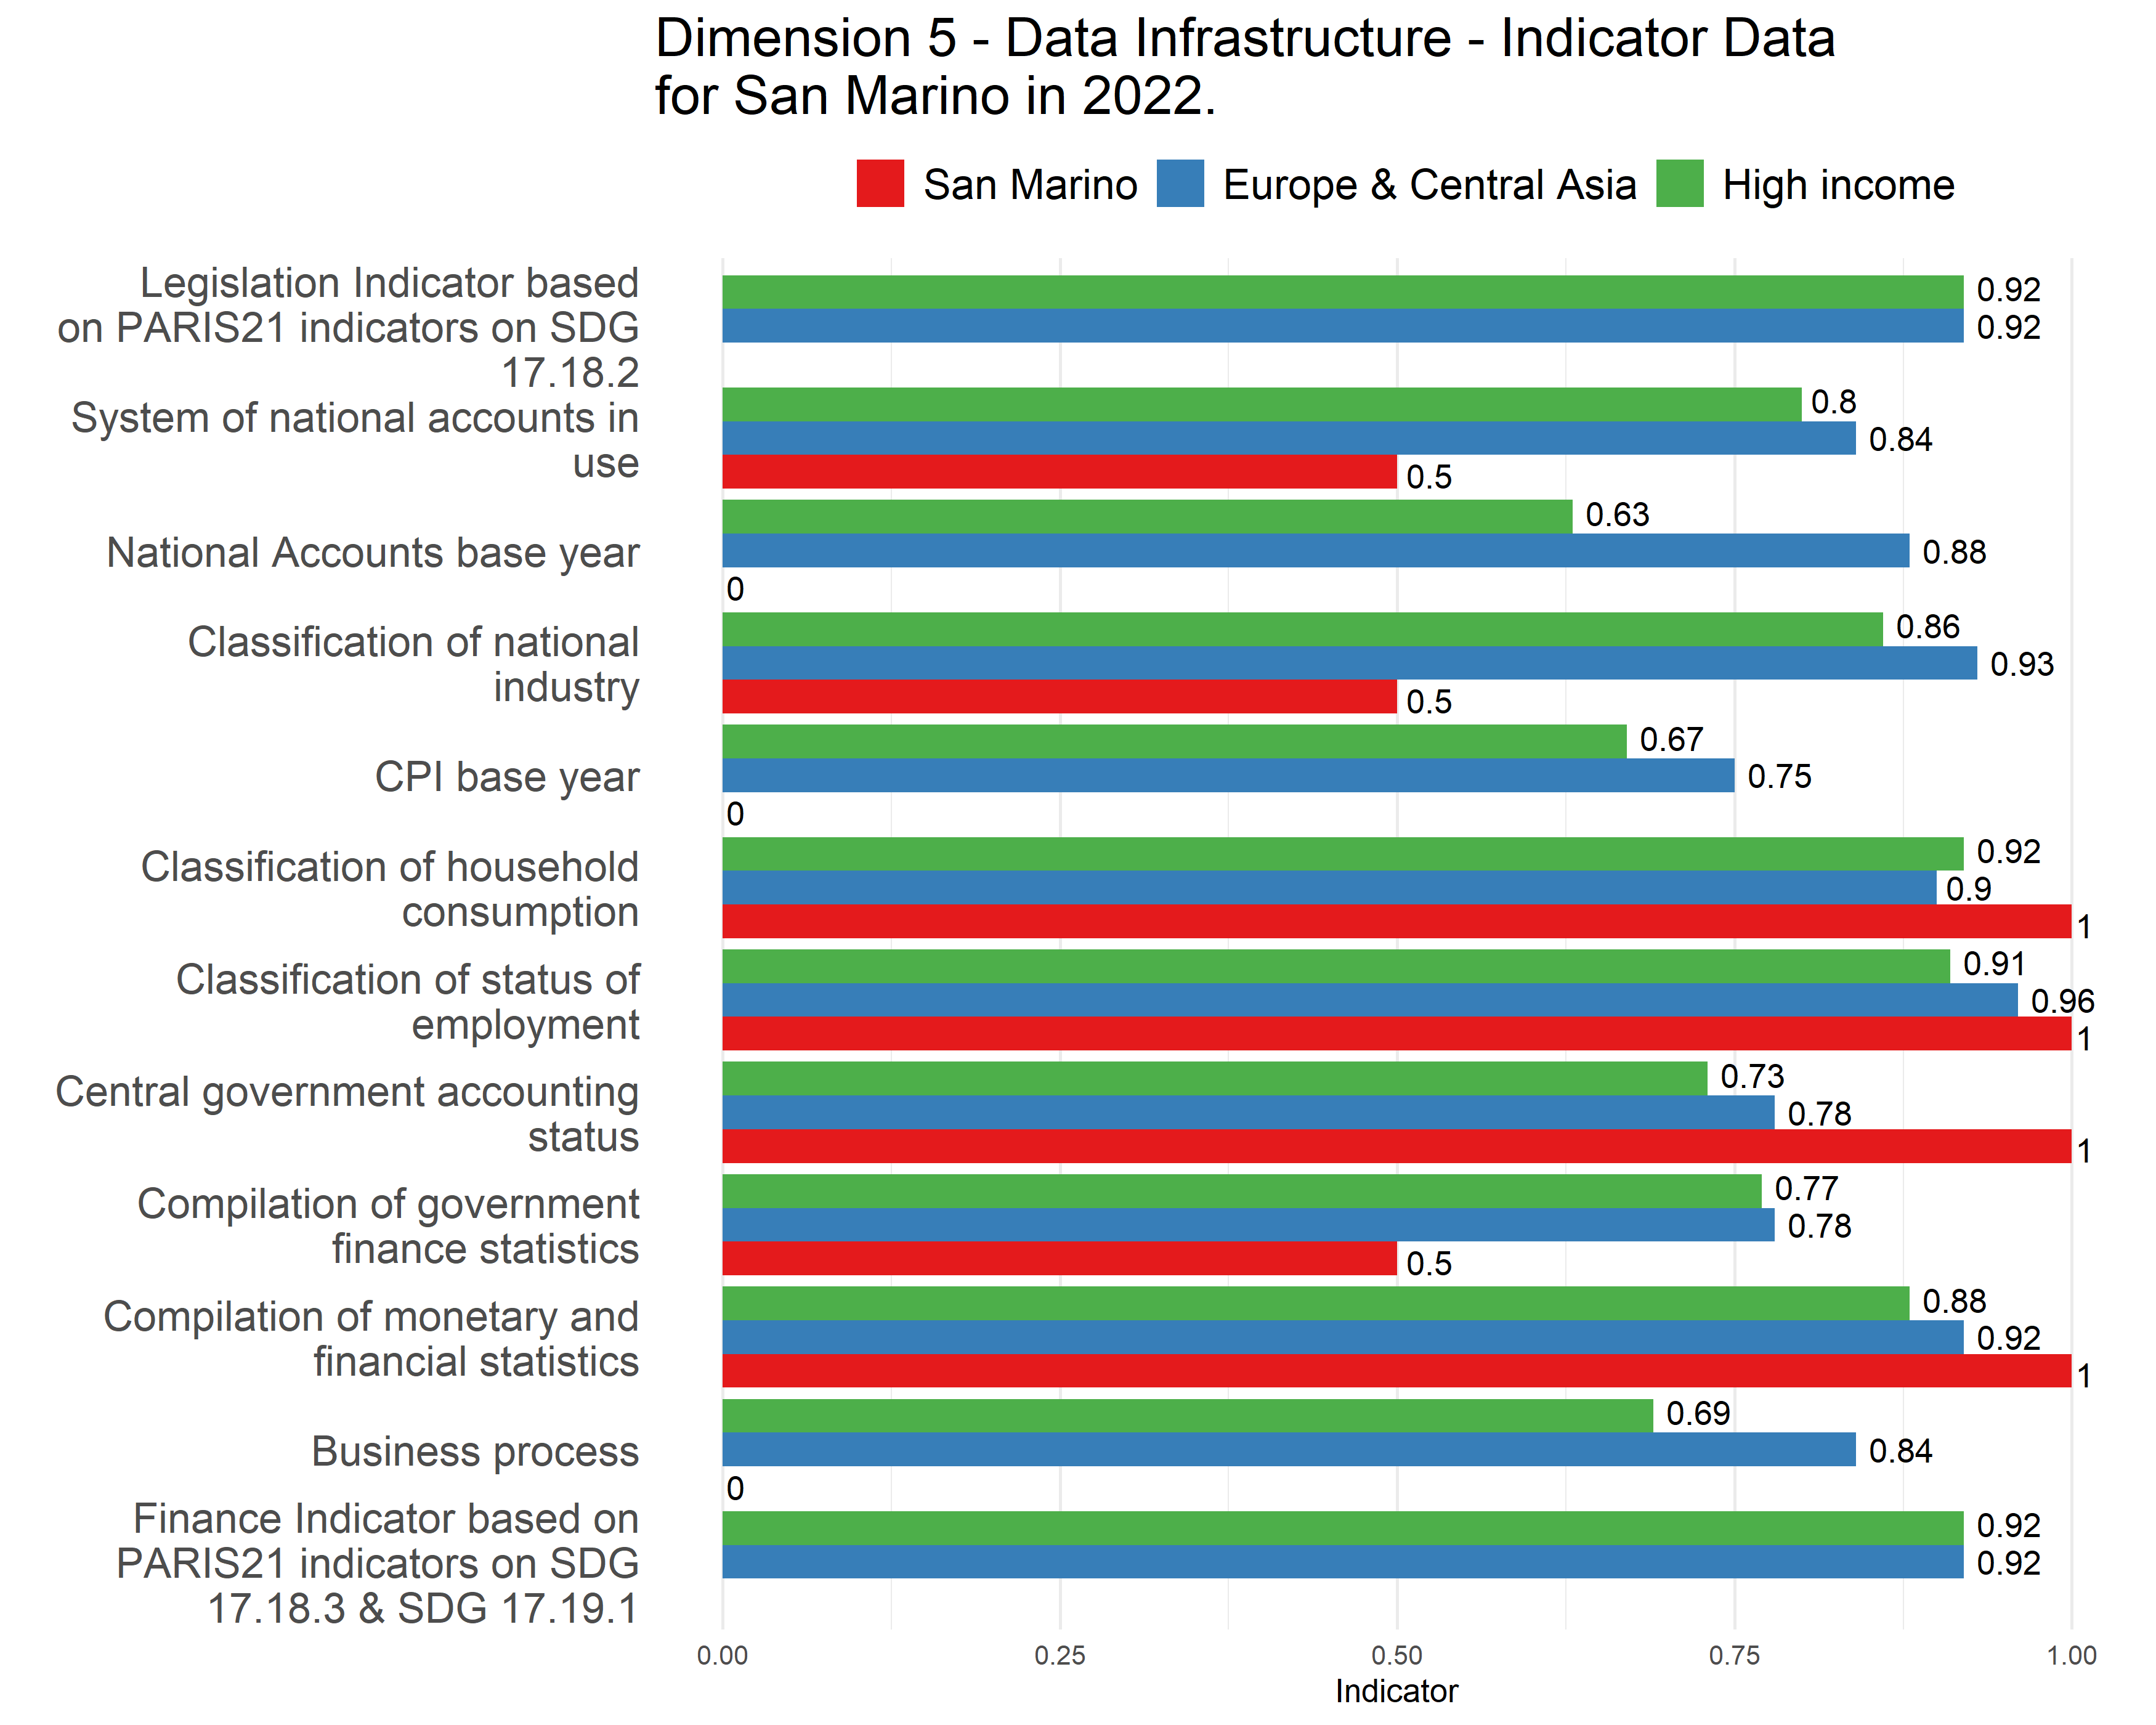 Dimension 5 - Data Infrastructure - Indicator Data
for San Marino in 2022.
San Marino
Europe & Central Asia
High income
Legislation Indicator based
on PARIS21 indicators on SDG
17.18.2
0.92
0.92
System of national accounts in
use
0.8
0.84
0.5
National Accounts base year
0.63
0.88
0
Classification of national
industry
0.86
0.93
0.5
CPI base year
0.67
0.75
0
Classification of household
consumption
0.92
0.9
1
Classification of status of
employment
0.91
0.96
1
Central government accounting
status
0.73
0.78
1
Compilation of government
finance statistics
0.77
0.78
0.5
Compilation of monetary and
financial statistics
0.88
0.92
1
Business process
0.69
0.84
0
Finance Indicator based on
PARIS21 indicators on SDG
17.18.3 & SDG 17.19.1
0.92
0.92
0.00
0.25
0.50
0.75
1.00
Indicator